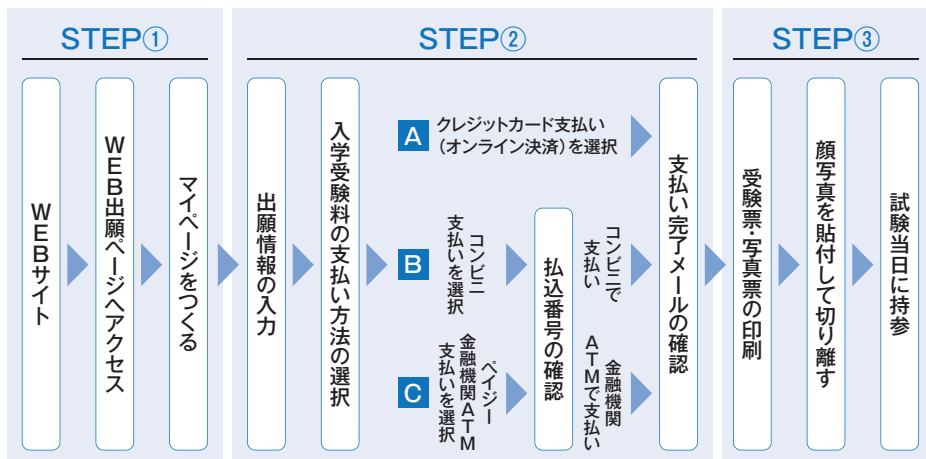 STEP①
WEBサイト
WEB出願ページへアクセス
マイページをつくる
STEP②
出願情報の入力
入学受験料の支払い方法の選択
A
クレジットカード支払い
（オンライン決済）を選択
B
コンビニ
支払いを選択
C
ペイジー
金融機関ATM
支払いを選択
払込番号の確認
コンビニで
支払い
金融機関
ATMで支払い
支払い完了メールの確認
STEP③
受験票・写真票の印刷
顔写真を貼付して切り離す
試験当日に持参